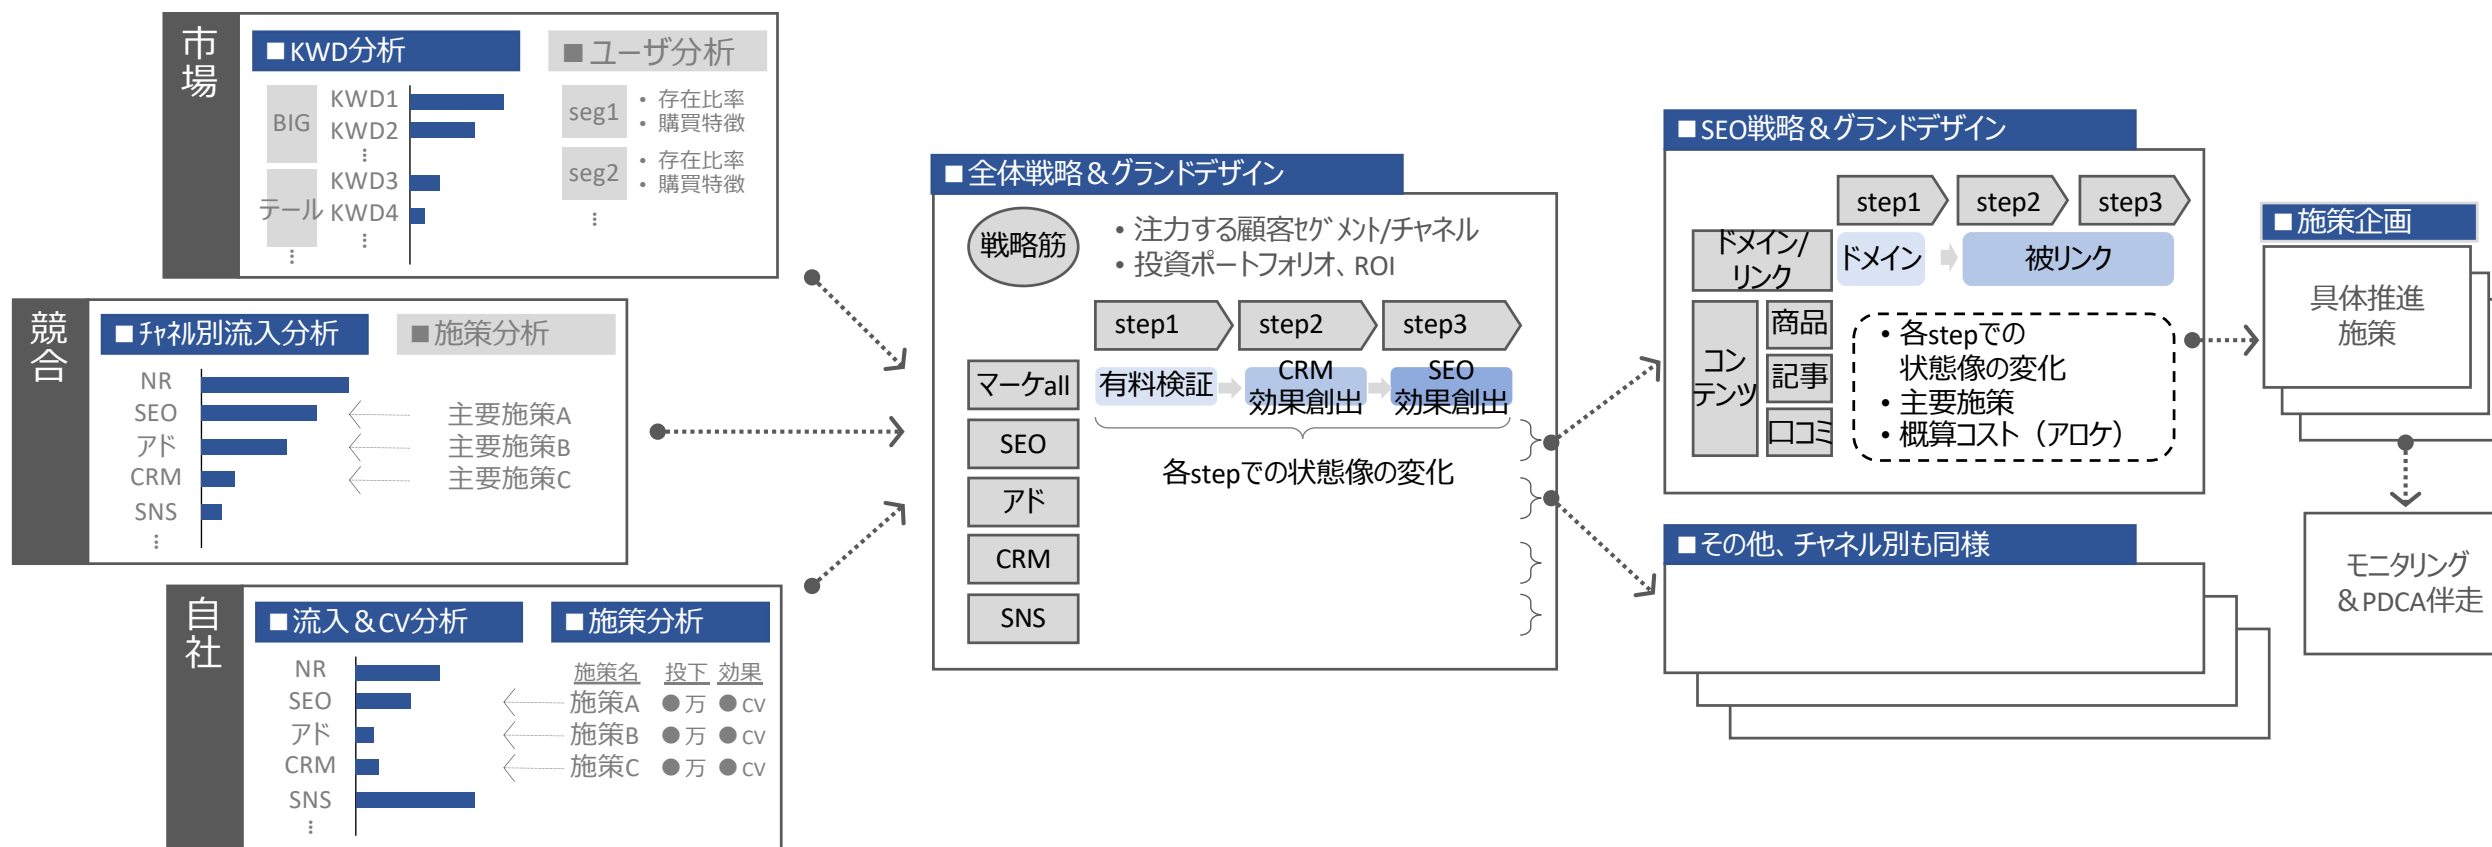 市場
■KWD分析
■ユーザ分析
BIG
KWD1
KWD2
⋮
テール
KWD3
KWD4
⋮
⋮
seg1
・存在比率
・購買特徴
seg2
・存在比率
・購買特徴
⋮
競合
■ﾁｬﾈﾙ別流入分析
■施策分析
NR
SEO
アド
CRM
SNS
⋮
主要施策A
主要施策B
主要施策C
自社
■流入＆CV分析
■施策分析
NR
SEO
アド
CRM
SNS
⋮
施策名 投下 効果
施策A ●万 ●CV
施策B ●万 ●CV
施策C ●万 ●CV
■全体戦略＆グランドデザイン
戦略筋
・注力する顧客ｾｸﾞﾒﾝﾄ/チャネル
・投資ポートフォリオ、ROI
step1
step2
step3
マーケall
有料検証
CRM
効果創出
SEO
効果創出
SEO
アド
CRM
SNS
各stepでの状態像の変化
■SEO戦略＆グランドデザイン
step1
step2
step3
ドメイン/
リンク
ドメイン
被リンク
コン
テンツ
商品
記事
口コミ
・各stepでの
状態像の変化
・主要施策
・概算コスト（アロケ）
■その他、チャネル別も同様
■施策企画
具体推進
施策
モニタリング
＆PDCA伴走